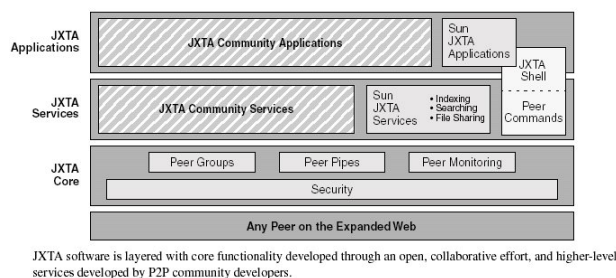 JXTA
Applications
JXTA Community Applications
Sun
JXTA
Applications
JXTA
Shell
Peer
Commands
JXTA
Services
JXTA Community Services
Sun
JXTA
Services
• Indexing
• Searching
• File Sharing
JXTA
Core
Peer Groups
Peer Pipes
Peer Monitoring
Security
Any Peer on the Expanded Web
JXTA software is layered with core functionality developed through an open, collaborative effort, and higher-level
services developed by P2P community developers.